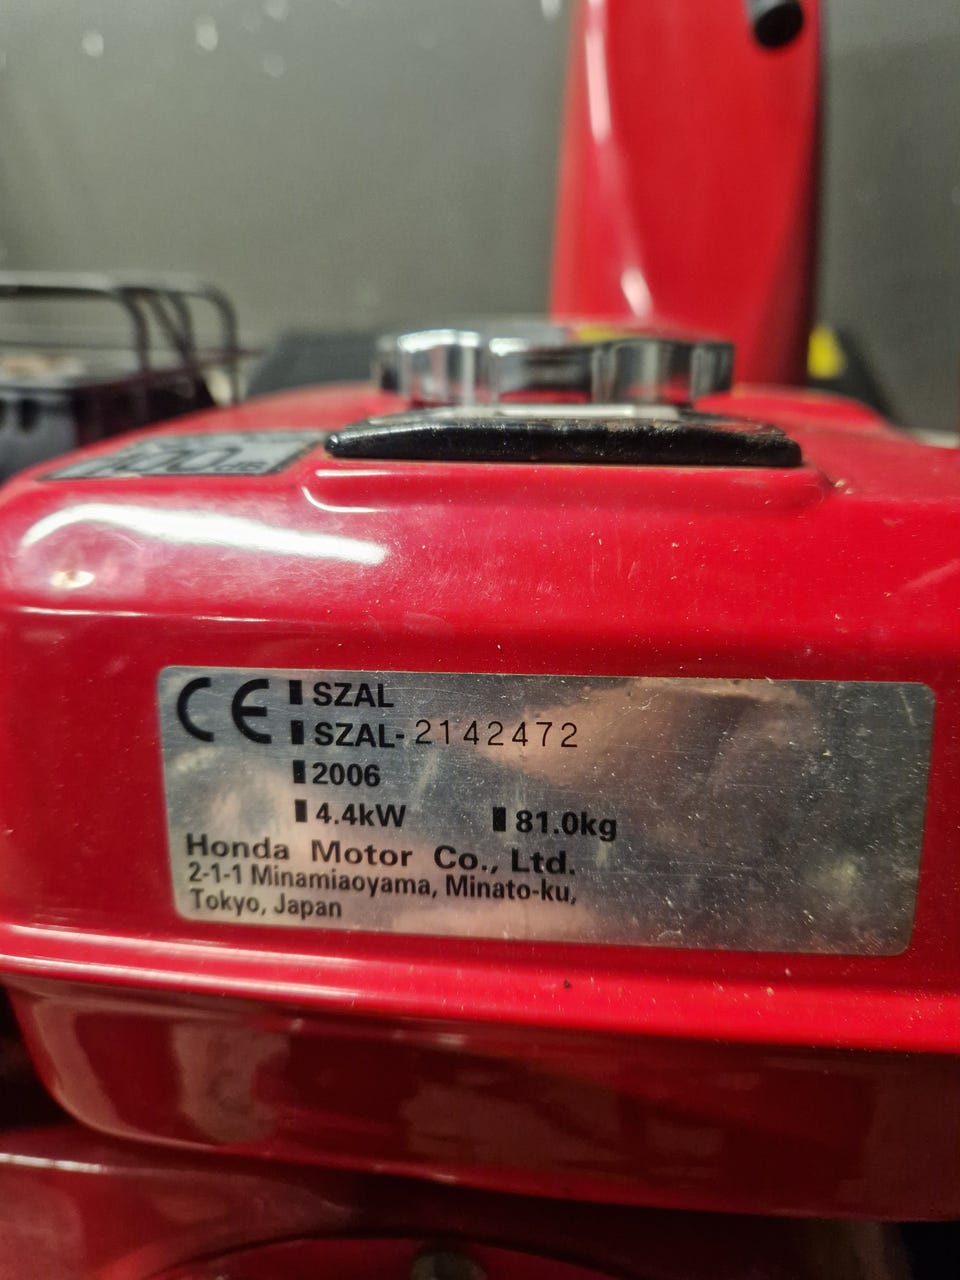 CE SZAL
SZAL-2142472
2006
4.4kW 81.0kg
Honda Motor Co., Ltd.
2-1-1 Minamiaoyama, Minato-ku,
Tokyo, Japan